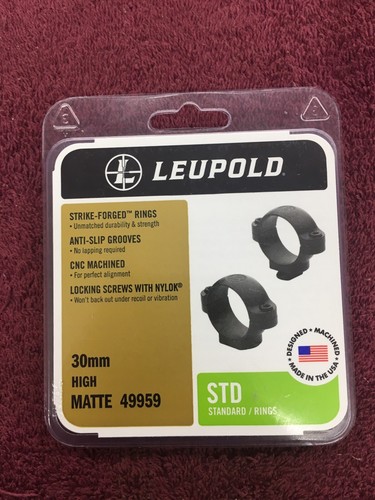 LEUPOLD®
STRIKE-FORGED™ RINGS
• Unmatched durability & strength
ANTI-SLIP GROOVES
• No lapping required
CNC MACHINED
• For perfect alignment
LOCKING SCREWS WITH NYLOK®
• Won't back out under recoil or vibration
30mm
HIGH
MATTE 49959
DESIGNED • MACHINED
• MADE IN THE USA •
STD
STANDARD / RINGS